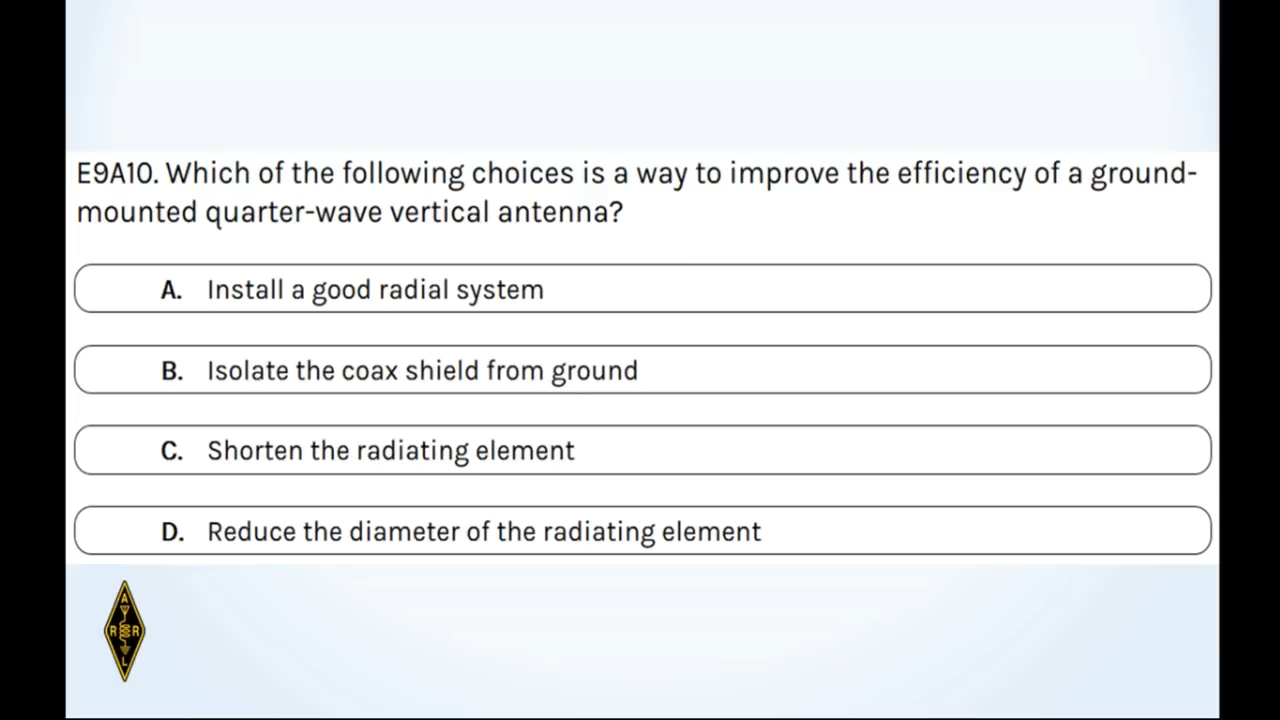 E9A10. Which of the following choices is a way to improve the efficiency of a ground-
mounted quarter-wave vertical antenna?
A. Install a good radial system
B. Isolate the coax shield from ground
C. Shorten the radiating element
D. Reduce the diameter of the radiating element
A
R R
L